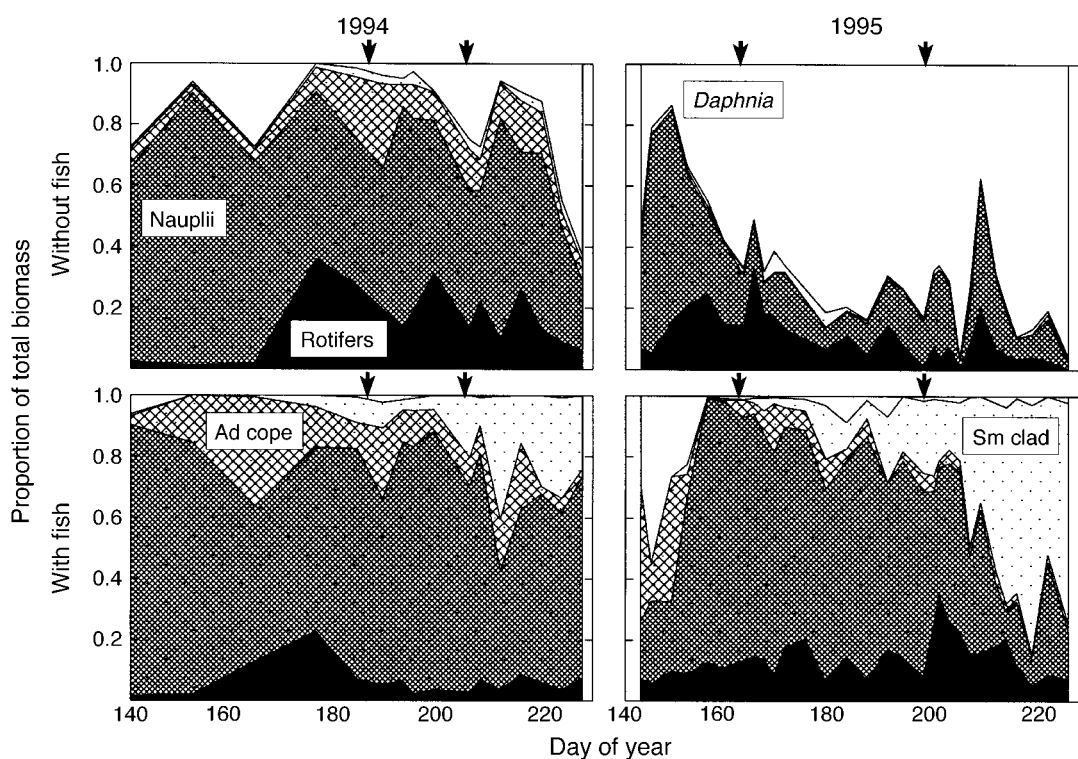 1994
1995
Proportion of total biomass
Without fish
1.0
0.8
0.6
0.4
0.2
Nauplii
Rotifers
Daphnia
With fish
1.0
0.8
0.6
0.4
0.2
Ad cope
Sm clad
140 160 180 200 220
140 160 180 200 220
Day of year